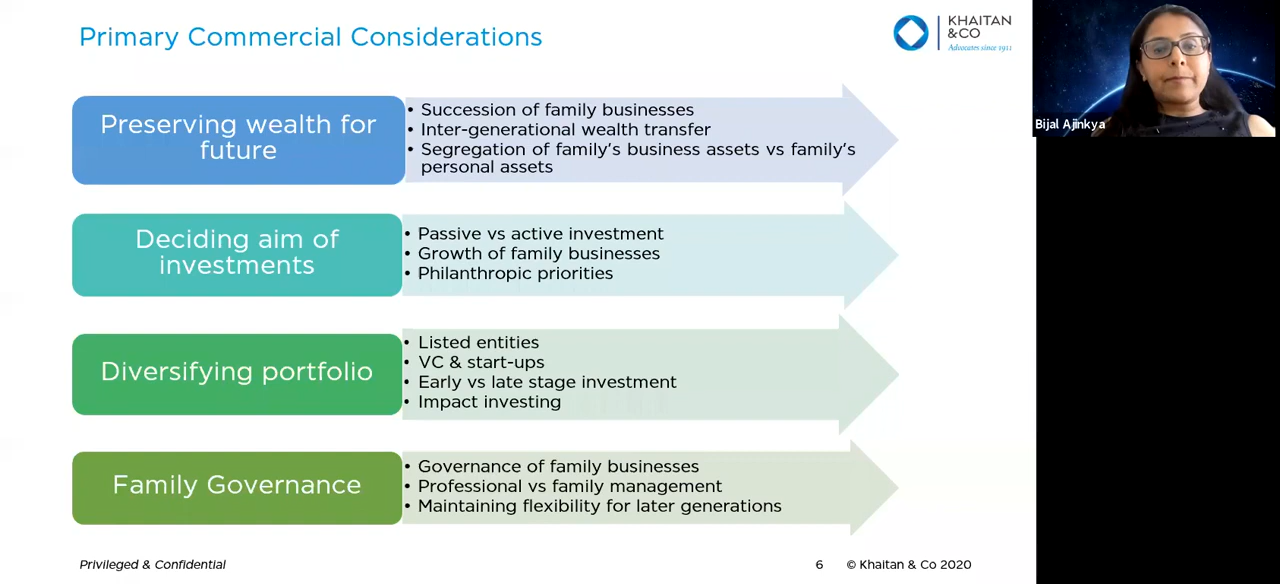 Primary Commercial Considerations
KHAITAN
&CO
Advocates since 1911
Bijal Ajinkya
Preserving wealth for
future
• Succession of family businesses
• Inter-generational wealth transfer
• Segregation of family's business assets vs family's
personal assets
Deciding aim of
investments
• Passive vs active investment
• Growth of family businesses
• Philanthropic priorities
Diversifying portfolio
• Listed entities
• VC & start-ups
• Early vs late stage investment
• Impact investing
Family Governance
• Governance of family businesses
• Professional vs family management
• Maintaining flexibility for later generations
Privileged & Confidential
6
© Khaitan & Co 2020